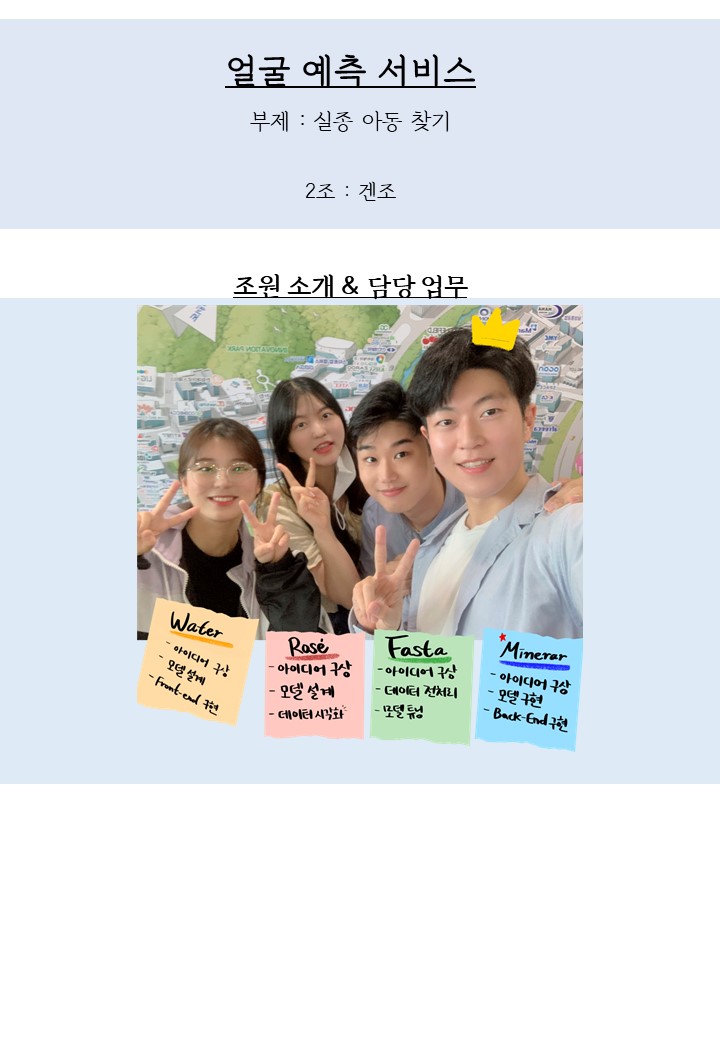 얼굴 예측 서비스
부제 : 실종 아동 찾기
2조 : 겐조
조원 소개 & 담당 업무
Water
- 아이디어 구상
- 모델 설계
- Front-end 구현
Rosé
- 아이디어 구상
- 모델 설계
- 데이터 시각화
Fasta
- 아이디어 구상
- 데이터 전처리
- 모델 튜닝
Minerar
- 아이디어 구상
- 모델 구현
- Back-End 구현